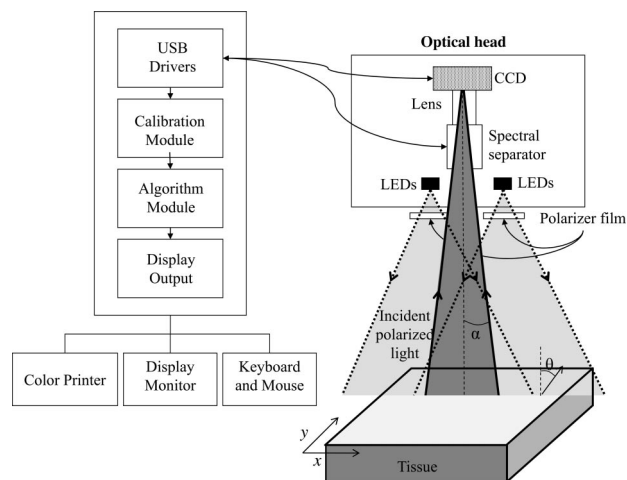 USB
Drivers
Calibration
Module
Algorithm
Module
Display
Output
Color Printer
Display
Monitor
Keyboard
and Mouse
Optical head
CCD
Lens
Spectral
separator
LEDs
LEDs
Polarizer film
Incident
polarized
light
α
θ
y
x
Tissue